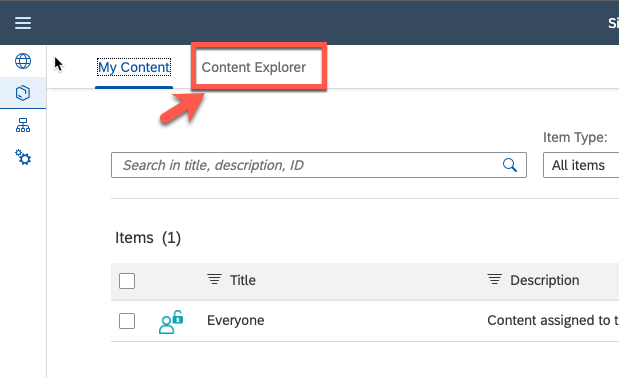 Si
My Content Content Explorer
Item Type:
Search in title, description, ID All items
Items (1)
Title Description
Everyone Content assigned to t